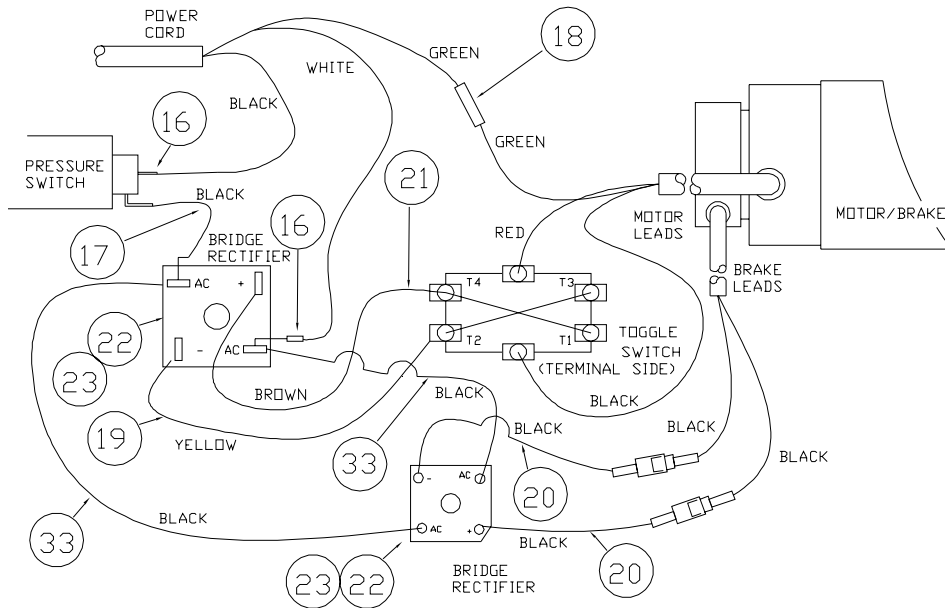 POWER
CORD
GREEN
18
WHITE
BLACK
16
GREEN
PRESSURE
SWITCH
BLACK
21
17
16
MOTOR
LEADS
MOTOR/BRAKE
RED
BRIDGE
RECTIFIER
BRAKE
LEADS
AC
+
T4
T3
22
23
-
AC
T2
T1
TOGGLE
SWITCH
(TERMINAL SIDE)
BROWN
BLACK
BLACK
19
YELLOW
33
BLACK
BLACK
BLACK
20
-
AC
33
BLACK
AC
+
BLACK
20
23
22
BRIDGE
RECTIFIER